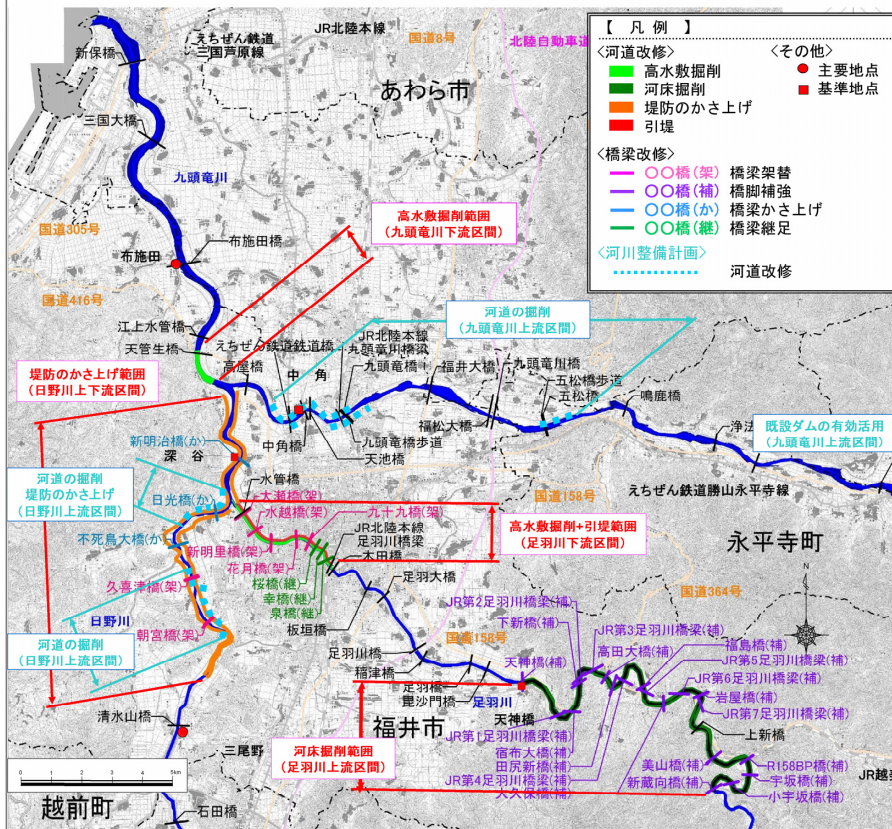 えちぜん鉄道
三国芦原線
JR北陸本線
国道8号
北陸自動車道
新保橋
あわら市
三国大橋
九頭竜川
【 凡 例 】
<河道改修>
高水敷掘削
河床掘削
堤防のかさ上げ
引堤
<その他>
主要地点
基準地点
<橋梁改修>
〇〇橋(架) 橋梁架替
〇〇橋(補) 橋脚補強
〇〇橋(か) 橋梁かさ上げ
〇〇橋(継) 橋梁継足
<河川整備計画>
河道改修
国道305号
布施田
布施田橋
高水敷掘削範囲
(九頭竜川下流区間)
国道416号
江上水管橋
天菅生橋
河道の掘削
(九頭竜川上流区間)
えちぜん鉄道鉄道橋
JR北陸本線
九頭竜川橋梁
九頭竜橋
高屋橋
中 角
福井大橋
九頭竜川橋
五松橋歩道
五松橋
鳴鹿橋
堤防のかさ上げ範囲
(日野川上下流区間)
中角橋
天池橋
九頭竜橋歩道
福松大橋
浄法
既設ダムの有効活用
(九頭竜川上流区間)
えちぜん鉄道勝山永平寺線
新明治橋(か)
深 谷
水管橋
河道の掘削
堤防のかさ上げ
(日野川上流区間)
日光橋(か)
大瀬橋(架)
水越橋(架)
九十九橋(架)
国道158号
高水敷掘削+引堤範囲
(足羽川下流区間)
不死鳥大橋(か)
新明里橋(架)
花月橋(架)
JR北陸本線
足羽川橋梁
木田橋
桜橋(継)
幸橋(継)
泉橋(継)
足羽大橋
永平寺町
久喜津橋(架)
国道364号
日野川
朝宮橋(架)
板垣橋
河道の掘削
(日野川上流区間)
国道158号
JR第2足羽川橋梁(補)
下新橋(補)
JR第3足羽川橋梁(補)
高田大橋(補)
福島橋(補)
JR第5足羽川橋梁(補)
JR第6足羽川橋梁(補)
岩屋橋(補)
JR第7足羽川橋梁(補)
足羽川橋
稲津橋
足羽橋
毘沙門橋
足羽川
天神橋(補)
天神橋
清水山橋
福井市
三尾野
河床掘削範囲
(足羽川上流区間)
JR第1足羽川橋梁(補)
宿布大橋(補)
田尻新橋(補)
JR第4足羽川橋梁(補)
大久保橋(補)
上新橋
美山橋(補)
新蔵向橋(補)
R158BP橋(補)
宇坂橋(補)
小宇坂橋(補)
JR越美
N
0
5km
越前町
石田橋